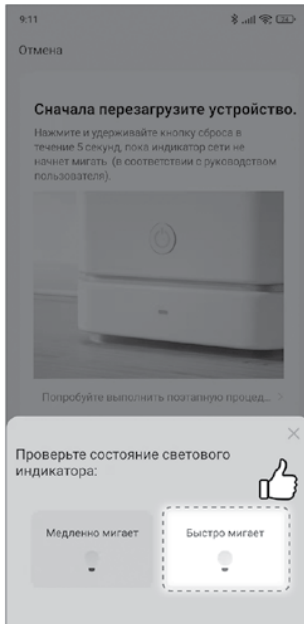 9:11
Отмена
Сначала перезагрузите устройство.
Нажмите и удерживайте кнопку сброса в
течение 5 секунд, пока индикатор сети не
начнет мигать (в соответствии с руководством
пользователя).
Попробуйте выполнить поэтапную процед... >
Проверьте состояние светового
индикатора:
Медленно мигает
Быстро мигает